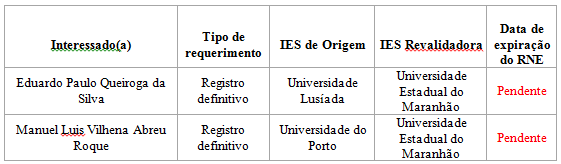 Interessado(a)
Tipo de
requerimento
IES de Origem
IES Revalidadora
Data de
expiração
do RNE
Eduardo Paulo Queiroga da
Silva
Registro
definitivo
Universidade
Lusíada
Universidade
Estadual do
Maranhão
Pendente
Manuel Luis Vilhena Abreu
Roque
Registro
definitivo
Universidade do
Porto
Universidade
Estadual do
Maranhão
Pendente